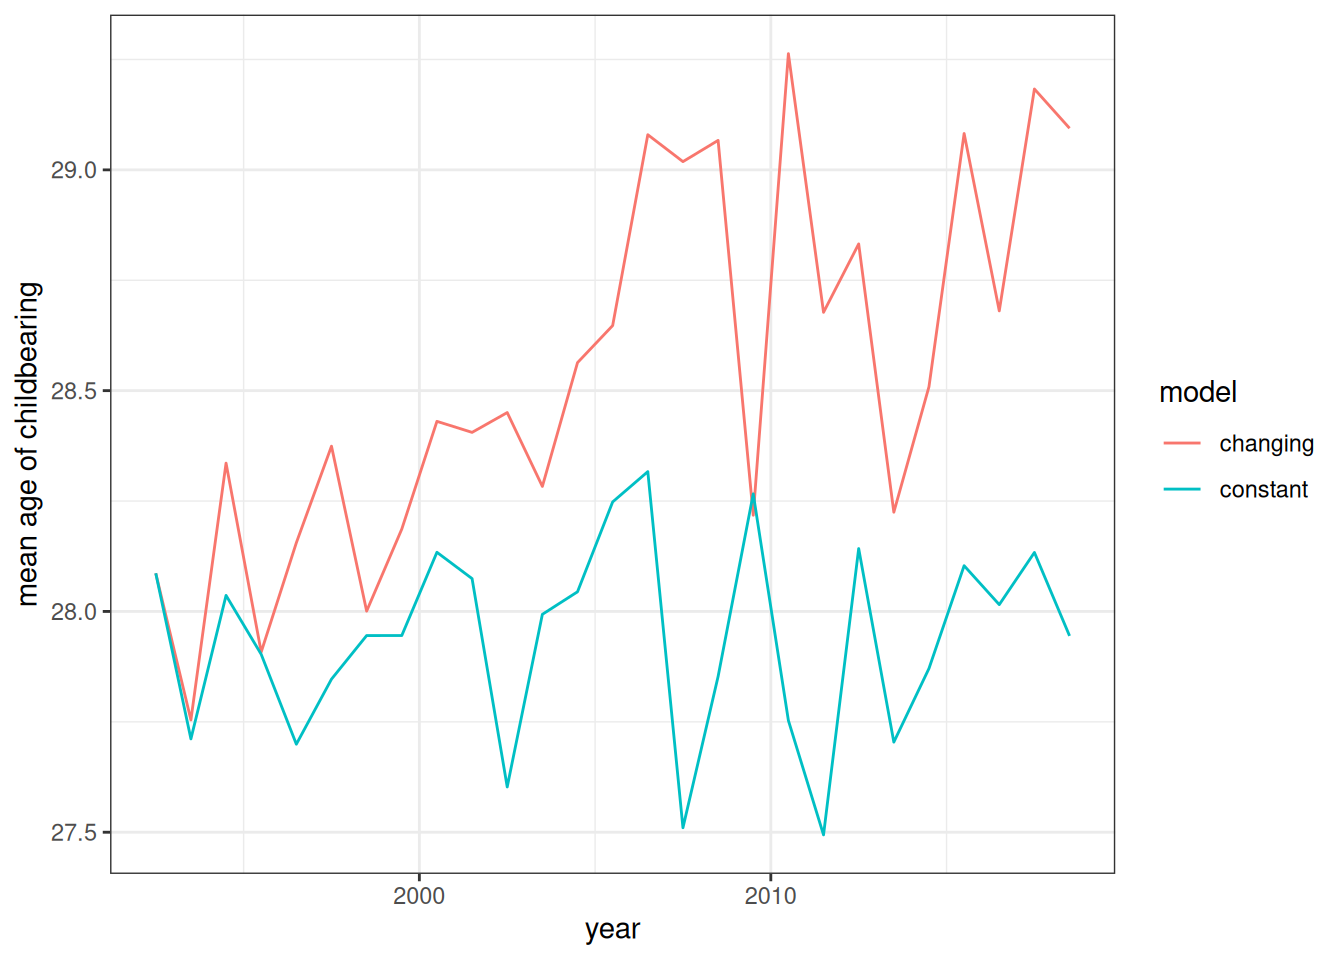 mean age of childbearing
29.0
28.5
28.0
27.5
2000
2010
year
model
changing
constant